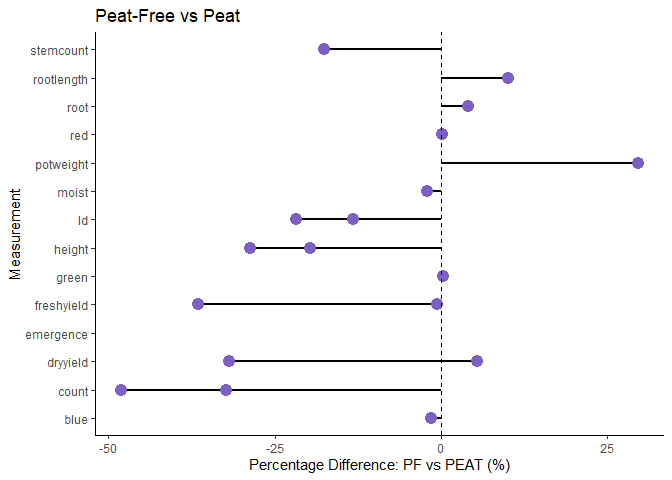 Peat-Free vs Peat
Measurement
stemcount
rootlength
root
red
potweight
moist
ld
height
green
freshyield
emergence
dryyield
count
blue
-50 -25 0 25
Percentage Difference: PF vs PEAT (%)